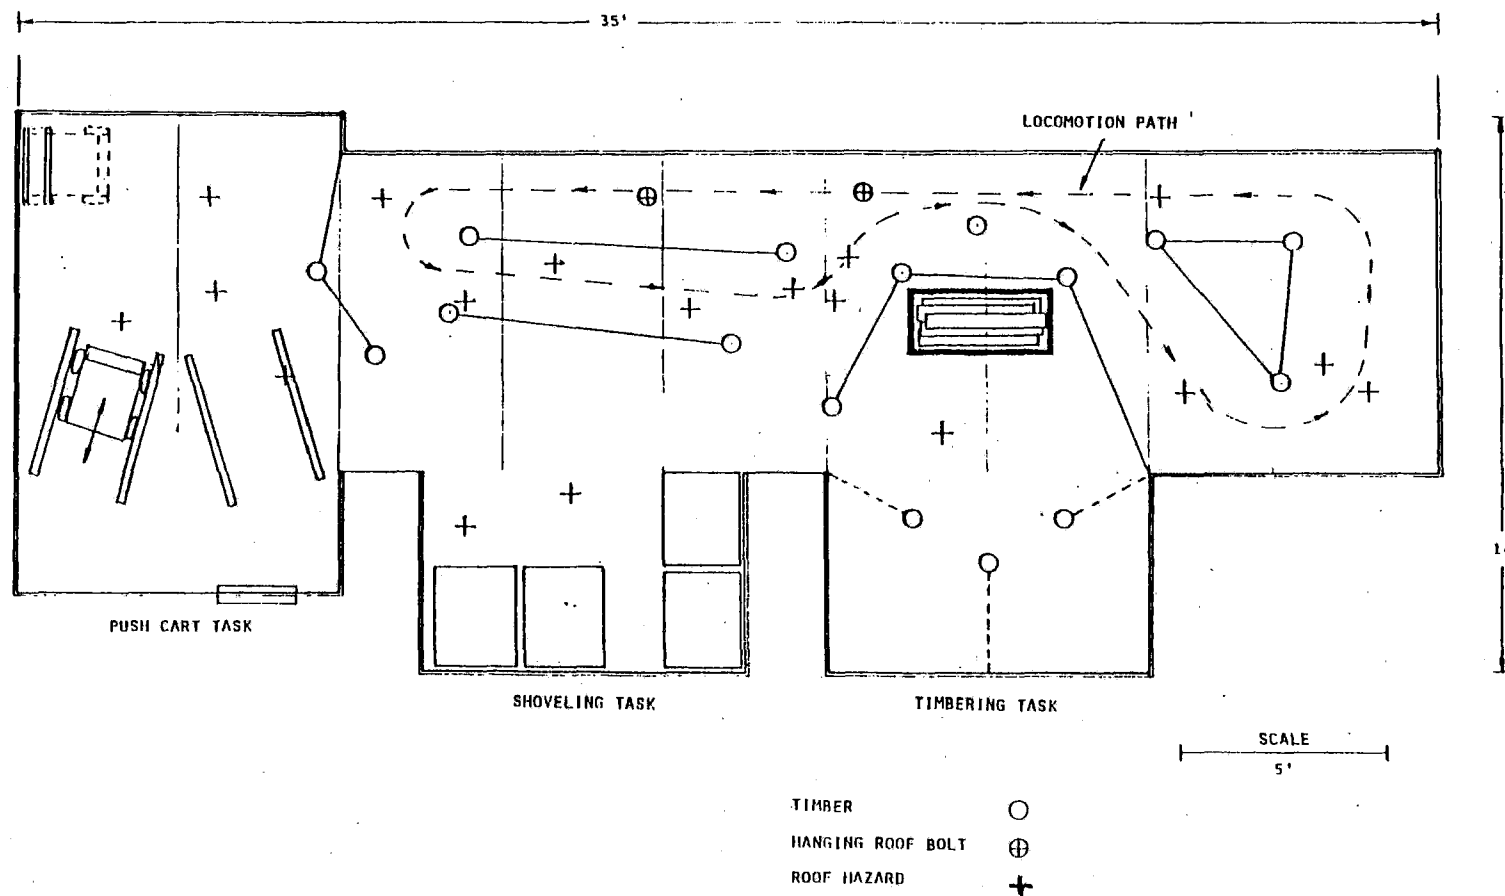 35'
LOCOMOTION PATH
PUSH CART TASK
SHOVELING TASK
TIMBERING TASK
SCALE
5'
TIMBER
HANGING ROOF BOLT
ROOF HAZARD